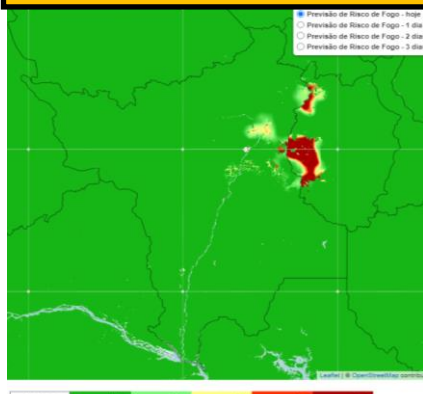 Previsão de Risco de Fogo - hoje
Previsão de Risco de Fogo - 1 dia
Previsão de Risco de Fogo - 2 dia
Previsão de Risco de Fogo - 3 dia
Leaflet | © OpenStreetMap contribu